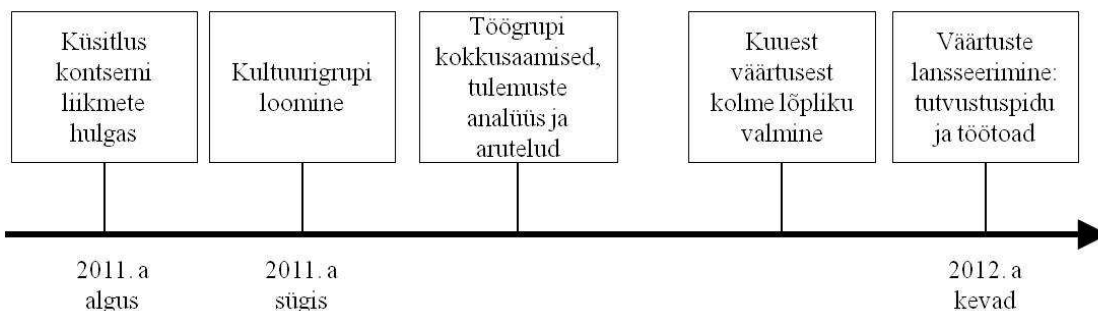 Küsitlus
kontserni
liikmete
hulgas
Kultuurigrupi
loomine
Töögrupi
kokkusaamised,
tulemuste
analüüs ja
arutelud
Kuuest
väärtusest
kolme lõpliku
valmine
Väärtuste
lansseerimine:
tutvustuspidu
ja töötoad
2011. a
algus
2011. a
sügis
2012. a
kevad